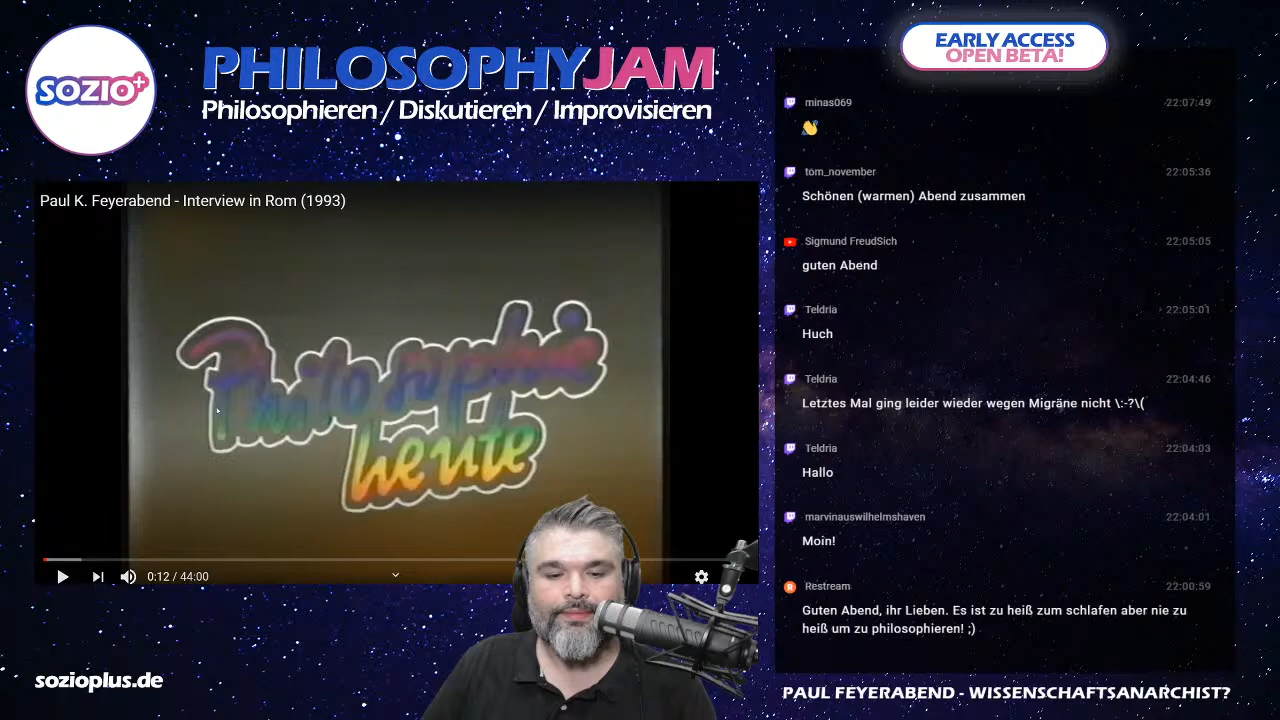 SOZIO+
PHILOSOPHYJAM
Philosophieren / Diskutieren / Improvisieren
EARLY ACCESS
OPEN BETA!
Paul K. Feyerabend - Interview in Rom (1993)
Philosophie
heute
0:12 / 44:00
minas069 22:07:49
👋
tom_november 22:05:36
Schönen (warmen) Abend zusammen
Sigmund FreudSich 22:05:05
guten Abend
Teldria 22:05:01
Huch
Teldria 22:04:46
Letztes Mal ging leider wieder wegen Migräne nicht \:-?\(
Teldria 22:04:03
Hallo
marvinauswilhelmshaven 22:04:01
Moin!
Restream 22:00:59
Guten Abend, ihr Lieben. Es ist zu heiß zum schlafen aber nie zu
heiß um zu philosophieren! ;)
sozioplus.de
PAUL FEYERABEND - WISSENSCHAFTSANARCHIST?